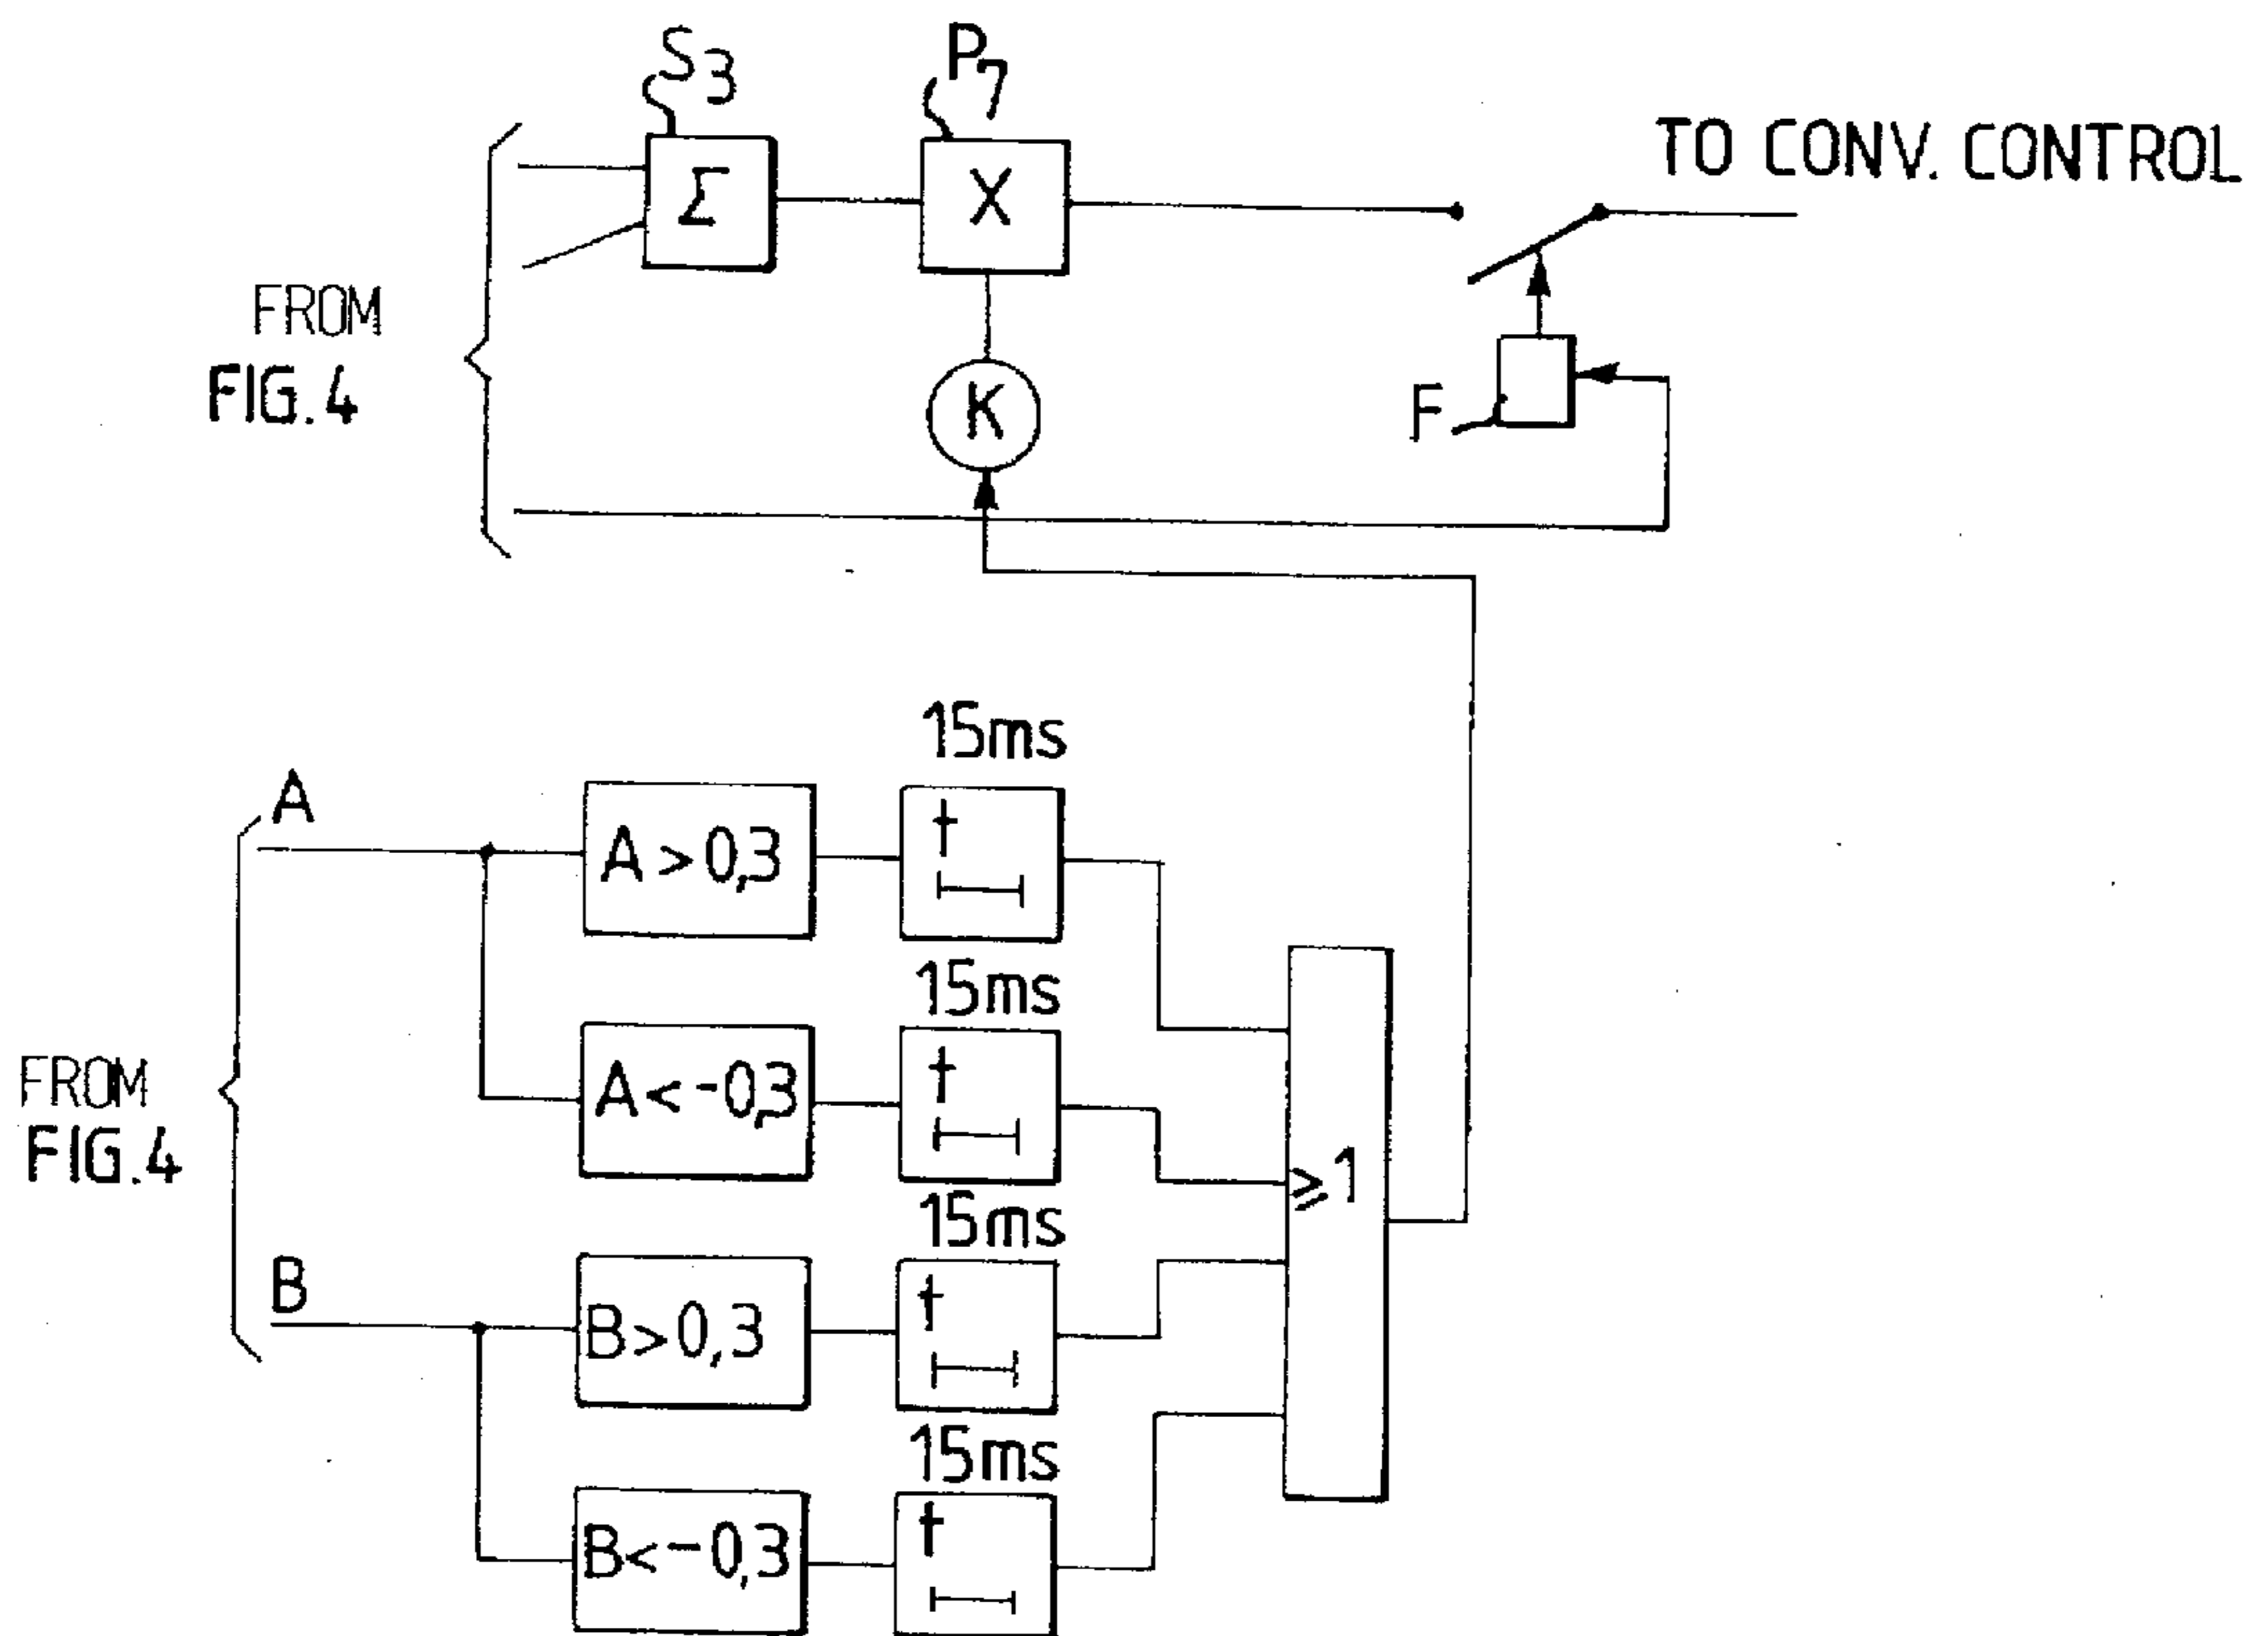 S3
P7
Σ
X
TO CONV. CONTROL
FROM
FIG. 4
K
F
15ms
A
A > 0,3
t
15ms
A < -0,3
t
FROM
FIG. 4
≥1
15ms
B
B > 0,3
t
15ms
B < -0,3
t